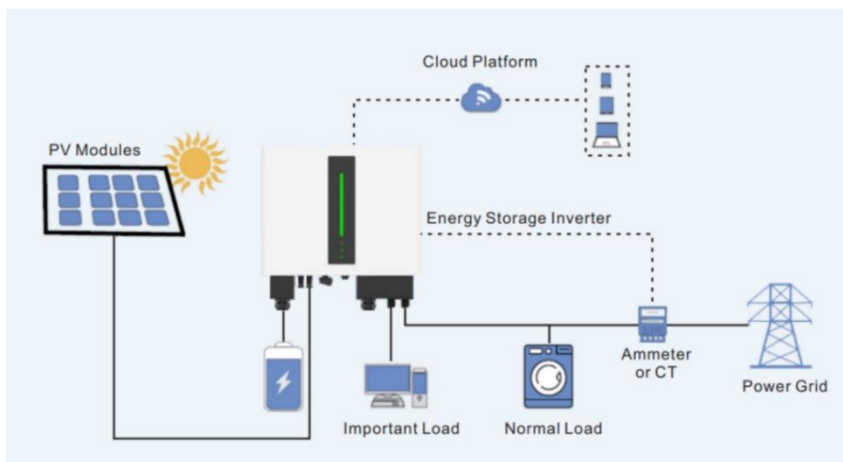 Cloud Platform
PV Modules
Energy Storage Inverter
Ammeter
or CT
Power Grid
Important Load
Normal Load